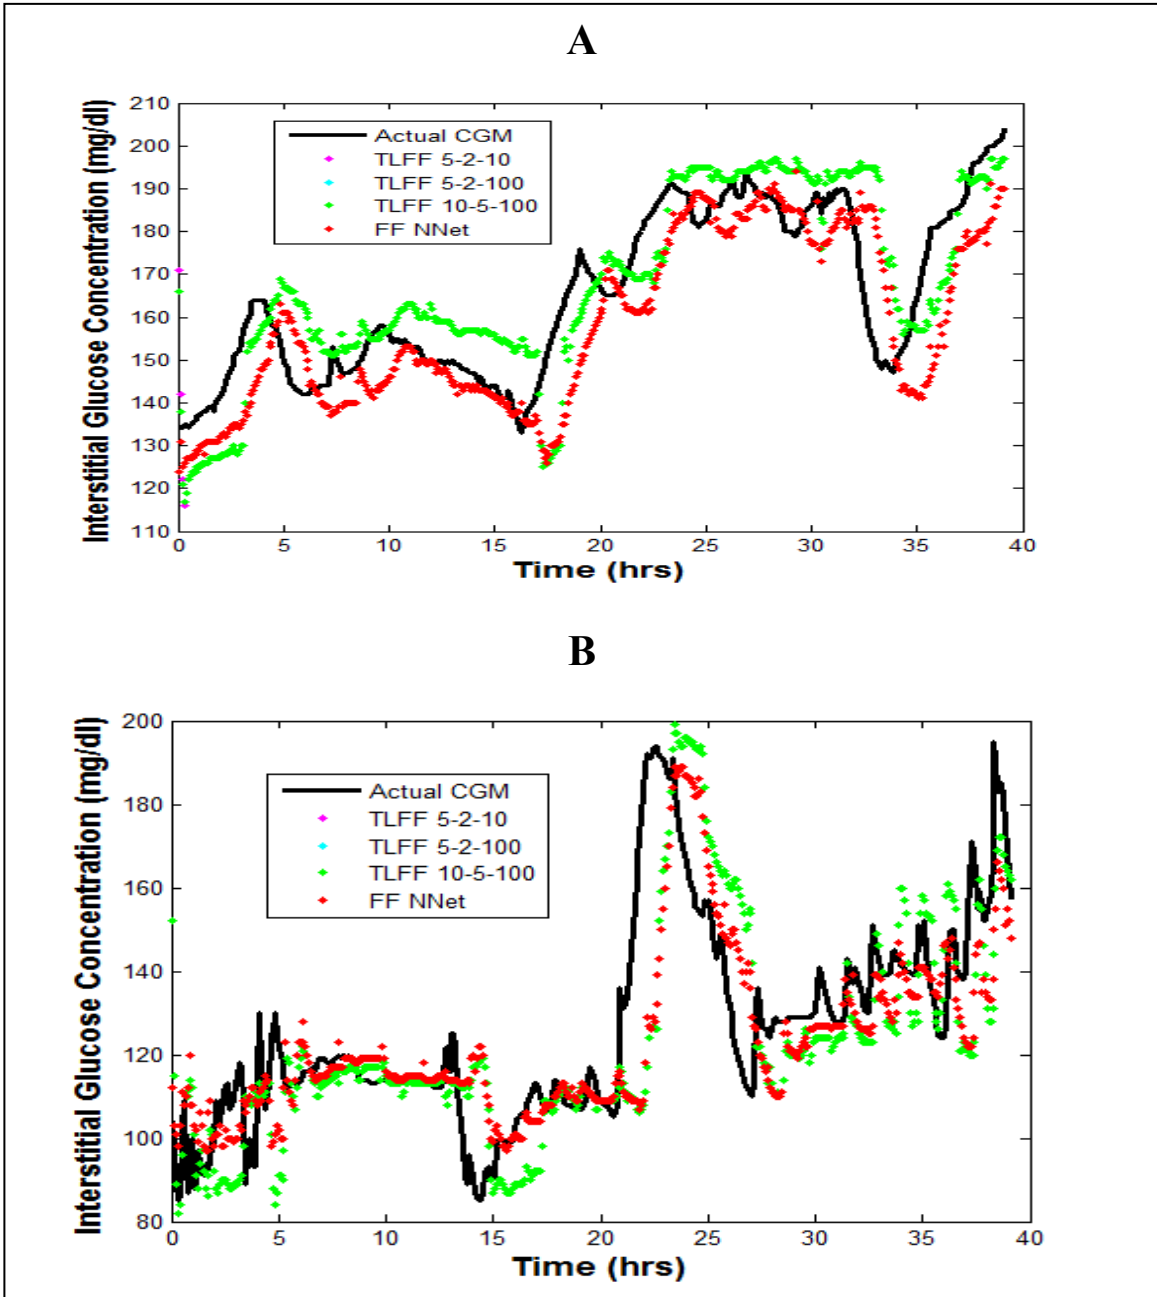 A
Interstitial Glucose Concentration (mg/dl)
210
200
190
180
170
160
150
140
130
120
110
Actual CGM
TLFF 5-2-10
TLFF 5-2-100
TLFF 10-5-100
FF NNet
0 5 10 15 20 25 30 35 40
Time (hrs)
B
Interstitial Glucose Concentration (mg/dl)
200
180
160
140
120
100
80
Actual CGM
TLFF 5-2-10
TLFF 5-2-100
TLFF 10-5-100
FF NNet
0 5 10 15 20 25 30 35 40
Time (hrs)